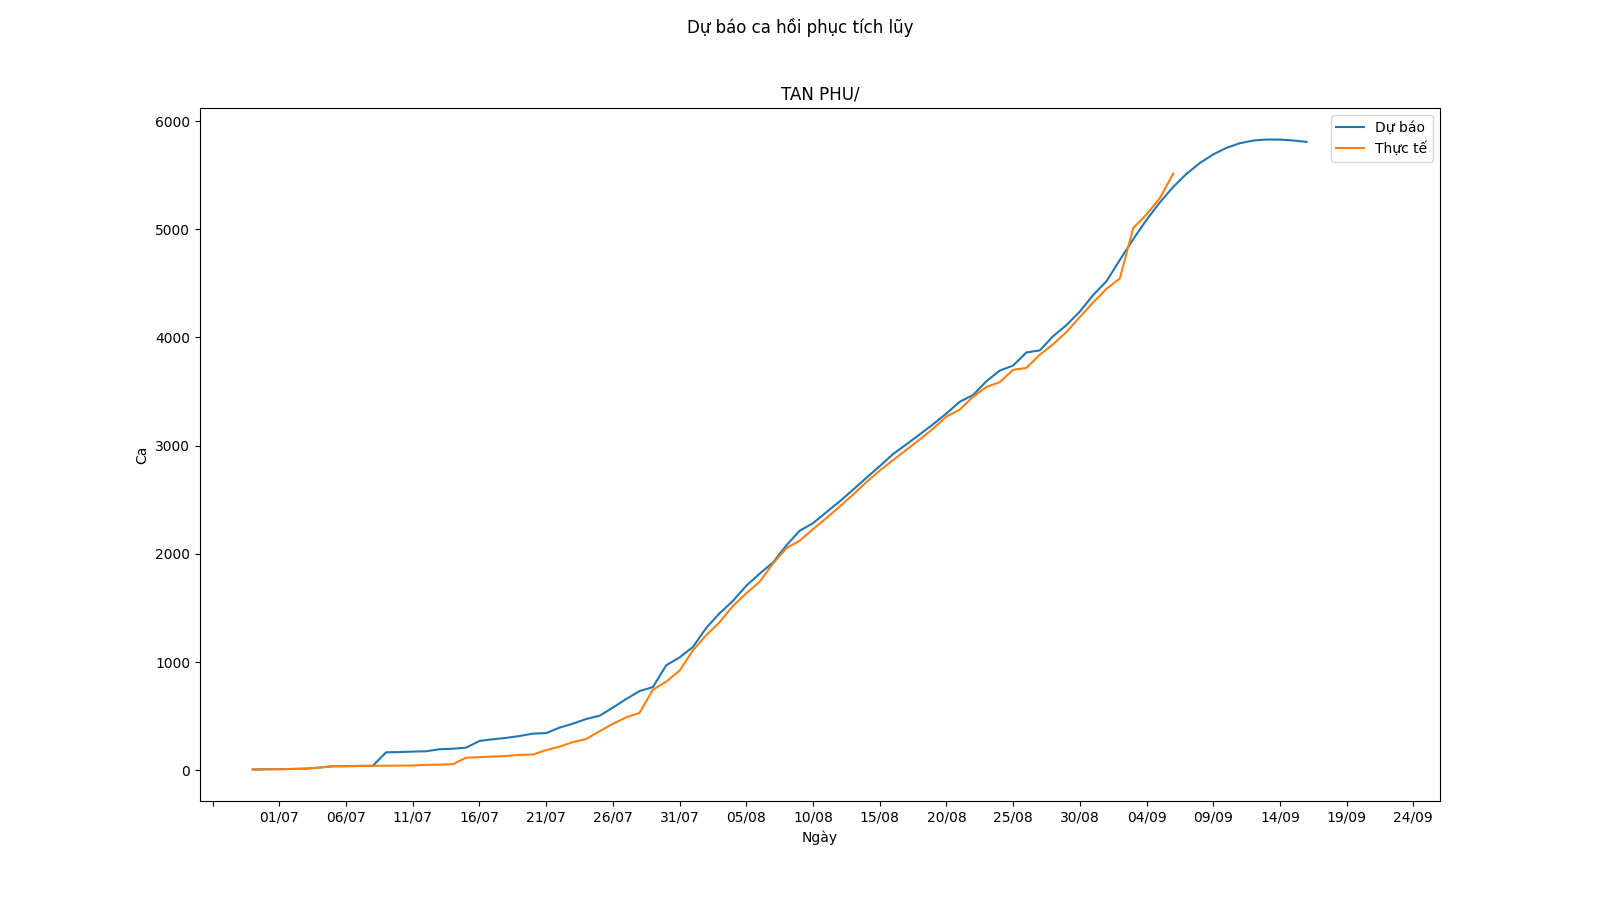 Dự báo ca hồi phục tích lũy
TAN PHU/
Dự báo
Thực tế
6000
5000
4000
3000
2000
1000
0
Ca
01/07 06/07 11/07 16/07 21/07 26/07 31/07 05/08 10/08 15/08 20/08 25/08 30/08 04/09 09/09 14/09 19/09 24/09
Ngày